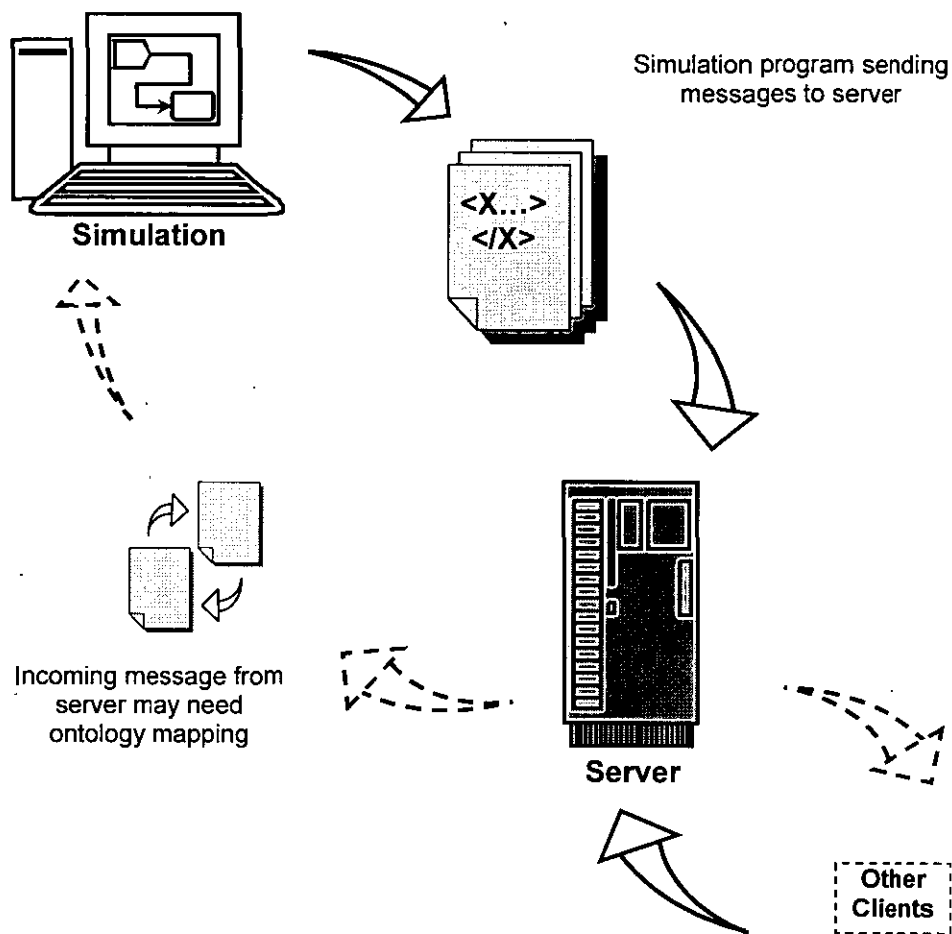 Simulation program sending
messages to server
<X...>
</X>
Simulation
Incoming message from
server may need
ontology mapping
Server
Other
Clients